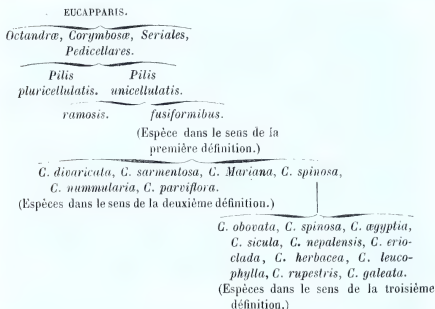 EUCAPPARIS.
Octandræ, Corymbosæ, Seriales,
Pedicellares.
Pilis Pilis
pluricellulatis. unicellulatis.
ramosis. fusiformibus.
(Espèce dans le sens de la
première définition.)
C. divaricata, C. sarmentosa, C. Mariana, C. spinosa,
C. nummularia, C. parviflora.
(Espèces dans le sens de la deuxième définition.)
C. obovata, C. spinosa, C. ægyptia,
C. sicula, C. nepalensis, C. erio-
clada, C. herbacea, C. leuco-
phylla, C. rupestris, C. galeata.
(Espèces dans le sens de la troisième
définition.)